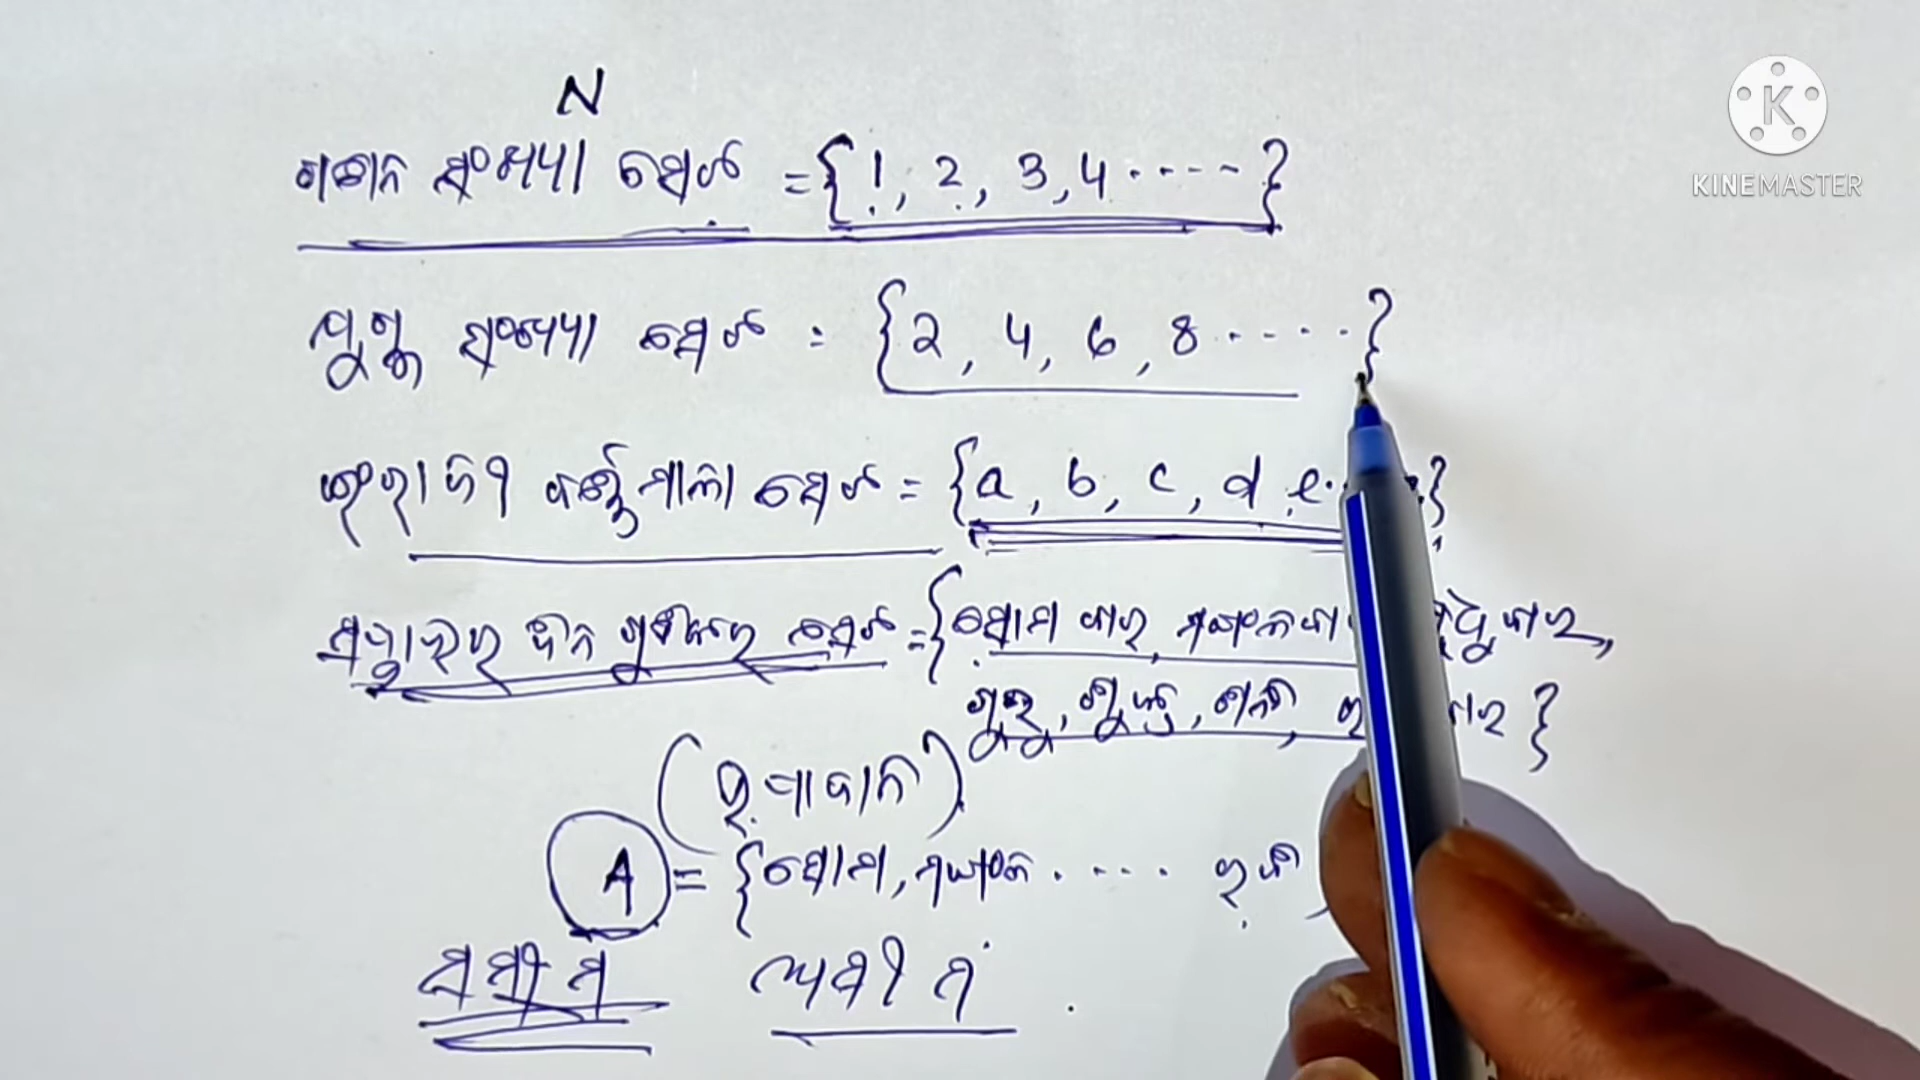 N
ଗଣନ ସଂଖ୍ୟା ସେଟ୍ = {1, 2, 3, 4 ..... }
ଯୁଗ୍ମ ସଂଖ୍ୟା ସେଟ୍ = {2, 4, 6, 8 ..... }
ଇଂରାଜୀ ବର୍ଣ୍ଣମାଳା ସେଟ୍ = {a, b, c, d e. }
ସପ୍ତାହର ଦିନ ଗୁଡିକର ସେଟ୍ = {ସୋମ ବାର, ମଙ୍ଗଳବା ବୁଧୁବାର,
ଗୁରୁ, ଶୁକ୍ର, ଶନି, ବାର }
(ଉପାଦାନ)
A = {ସୋମ, ମଙ୍ଗଳ ..... ରବି
ସସୀମ ଅସୀମ
KINEMASTER